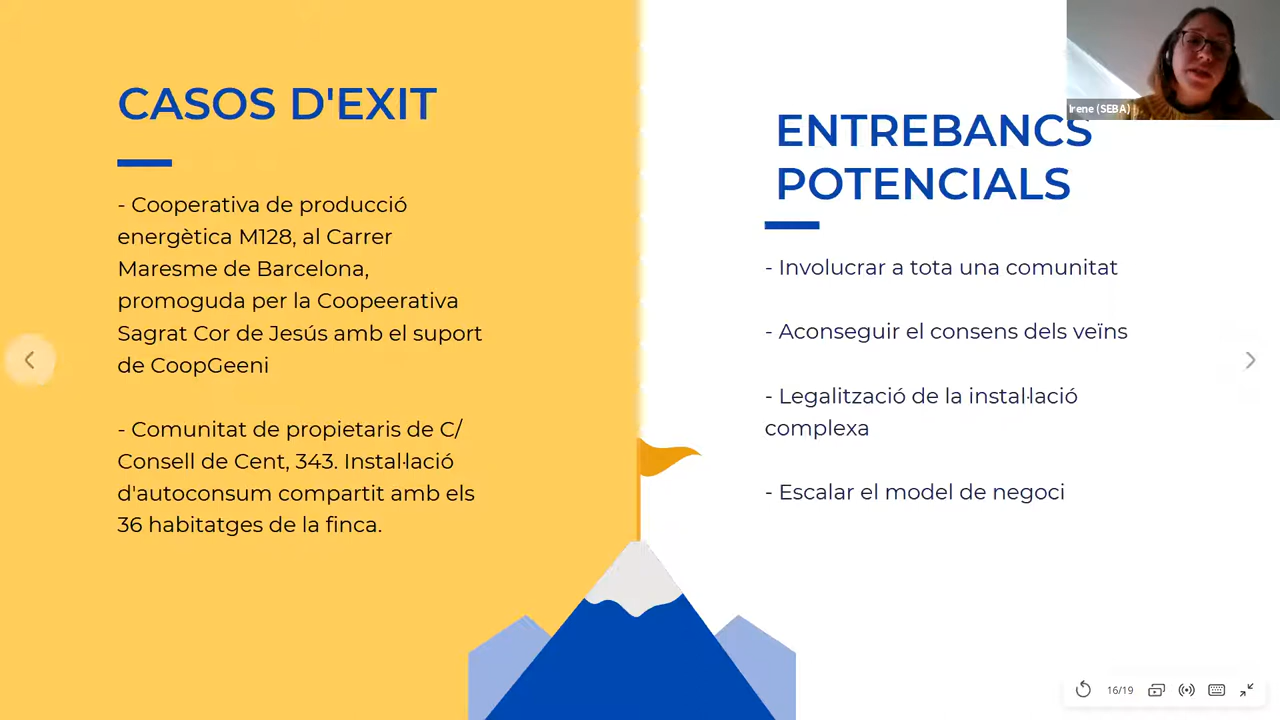 CASOS D'EXIT
- Cooperativa de producció
energètica M128, al Carrer
Maresme de Barcelona,
promoguda per la Coopeerativa
Sagrat Cor de Jesús amb el suport
de CoopGeeni
- Comunitat de propietaris de C/
Consell de Cent, 343. Instal·lació
d'autoconsum compartit amb els
36 habitatges de la finca.
ENTREBANCS
POTENCIALS
- Involucrar a tota una comunitat
- Aconseguir el consens dels veïns
- Legalització de la instal·lació
complexa
- Escalar el model de negoci
Irene (SEBA)
16/19